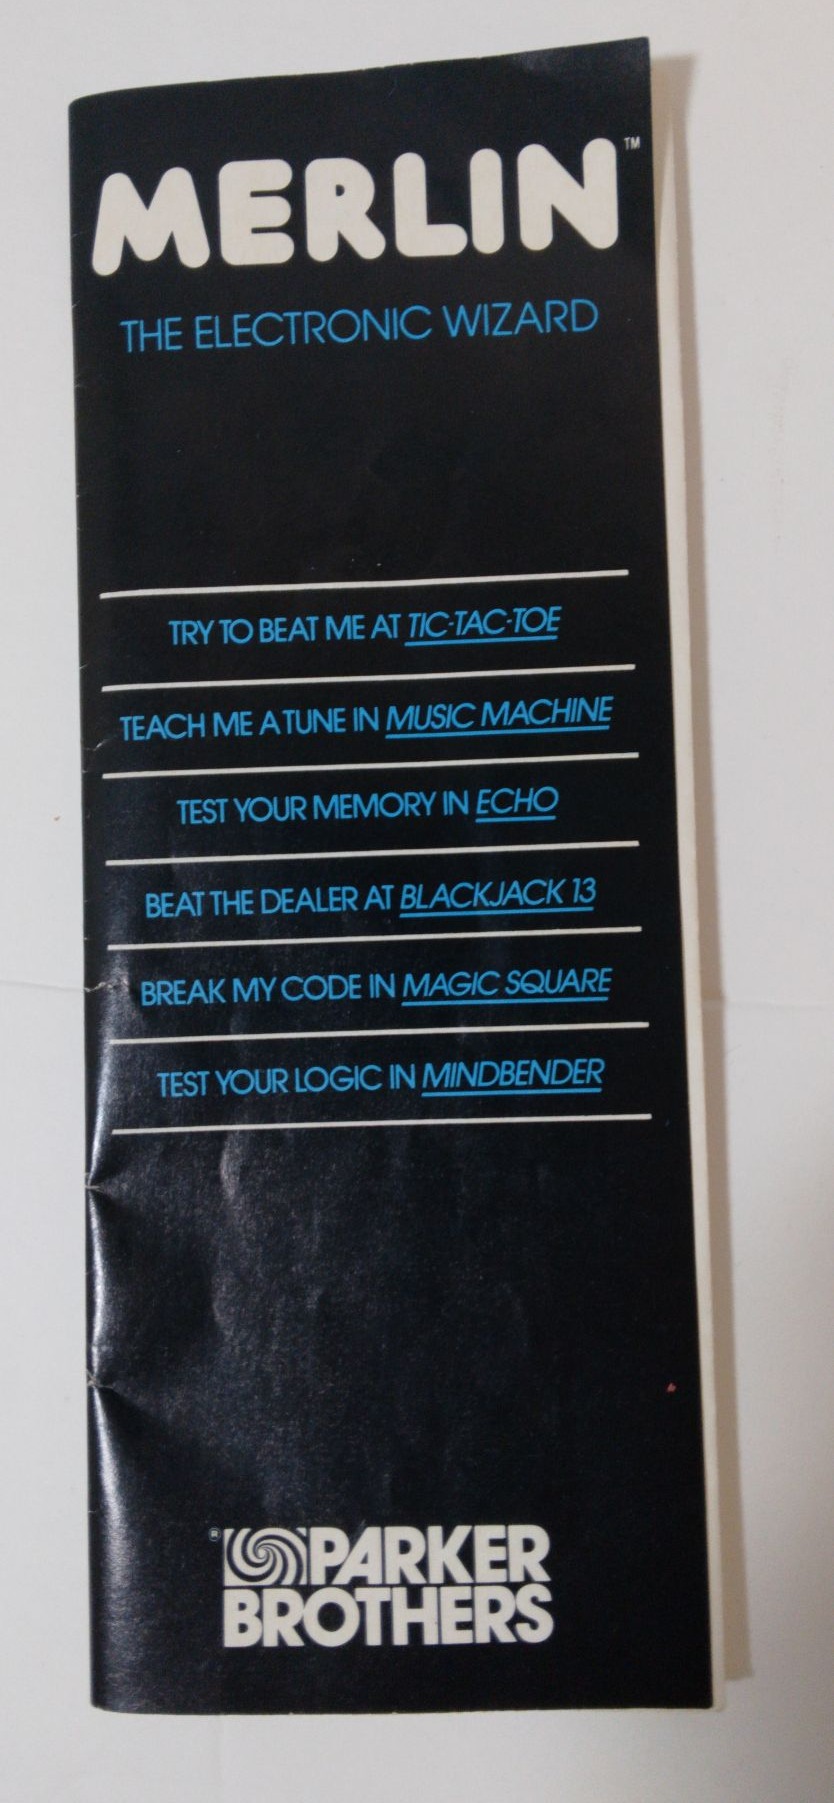 MERLIN™
THE ELECTRONIC WIZARD
TRY TO BEAT ME AT TIC-TAC-TOE
TEACH ME A TUNE IN MUSIC MACHINE
TEST YOUR MEMORY IN ECHO
BEAT THE DEALER AT BLACKJACK 13
BREAK MY CODE IN MAGIC SQUARE
TEST YOUR LOGIC IN MINDBENDER
® PARKER
BROTHERS